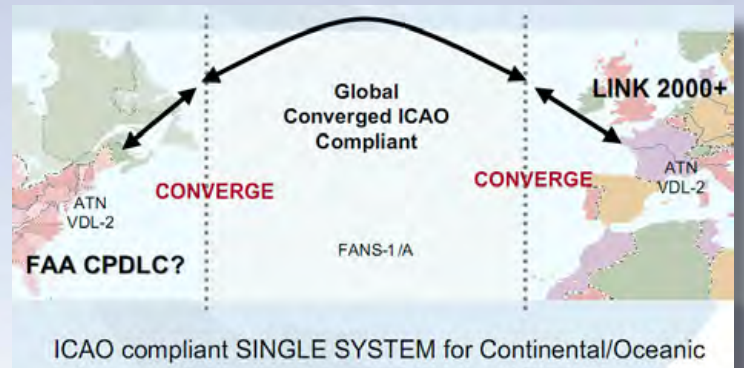 Global
Converged ICAO
Compliant
LINK 2000+
CONVERGE
CONVERGE
ATN
VDL-2
ATN
VDL-2
FANS-1/A
FAA CPDLC?
ICAO compliant SINGLE SYSTEM for Continental/Oceanic